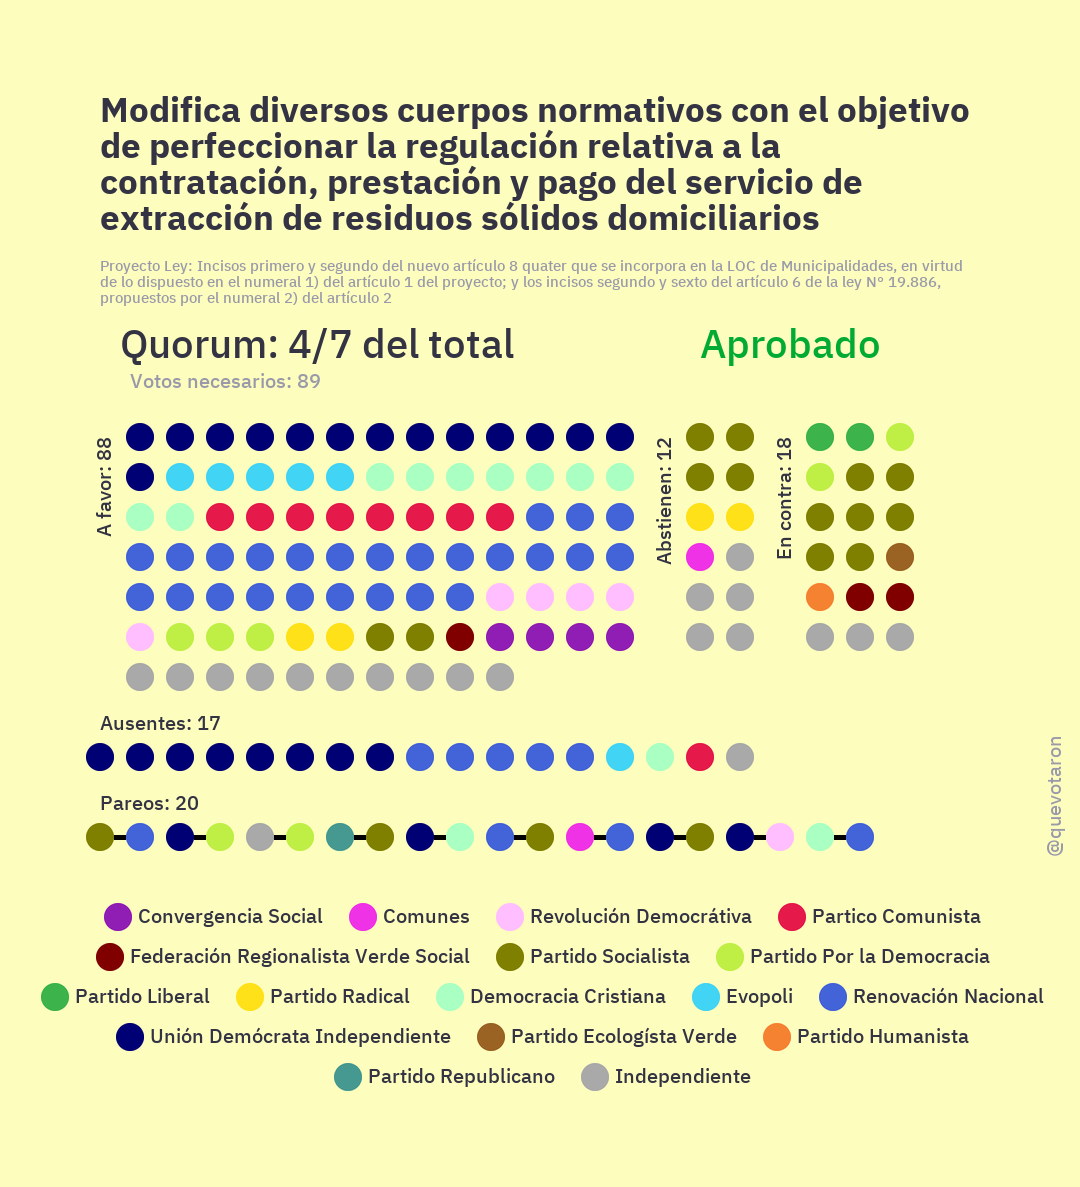 Modifica diversos cuerpos normativos con el objetivo
de perfeccionar la regulación relativa a la
contratación, prestación y pago del servicio de
extracción de residuos sólidos domiciliarios
Proyecto Ley: Incisos primero y segundo del nuevo artículo 8 quater que se incorpora en la LOC de Municipalidades, en virtud
de lo dispuesto en el numeral 1) del artículo 1 del proyecto; y los incisos segundo y sexto del artículo 6 de la ley N° 19.886,
propuestos por el numeral 2) del artículo 2
Quorum: 4/7 del total
Aprobado
Votos necesarios: 89
A favor: 88
Abstienen: 12
En contra: 18
Ausentes: 17
Pareos: 20
@quevotaron
Convergencia Social
Comunes
Revolución Democrátiva
Partico Comunista
Federación Regionalista Verde Social
Partido Socialista
Partido Por la Democracia
Partido Liberal
Partido Radical
Democracia Cristiana
Evopoli
Renovación Nacional
Unión Demócrata Independiente
Partido Ecologísta Verde
Partido Humanista
Partido Republicano
Independiente